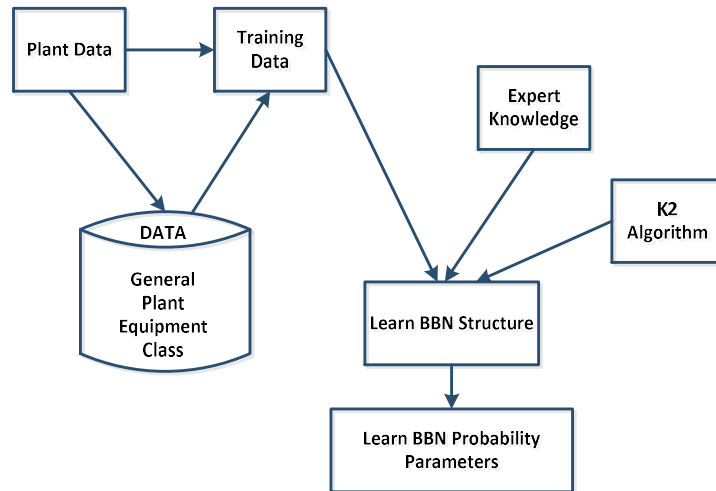 Plant Data
Training
Data
Expert
Knowledge
K2
Algorithm
DATA
General
Plant
Equipment
Class
Learn BBN Structure
Learn BBN Probability
Parameters